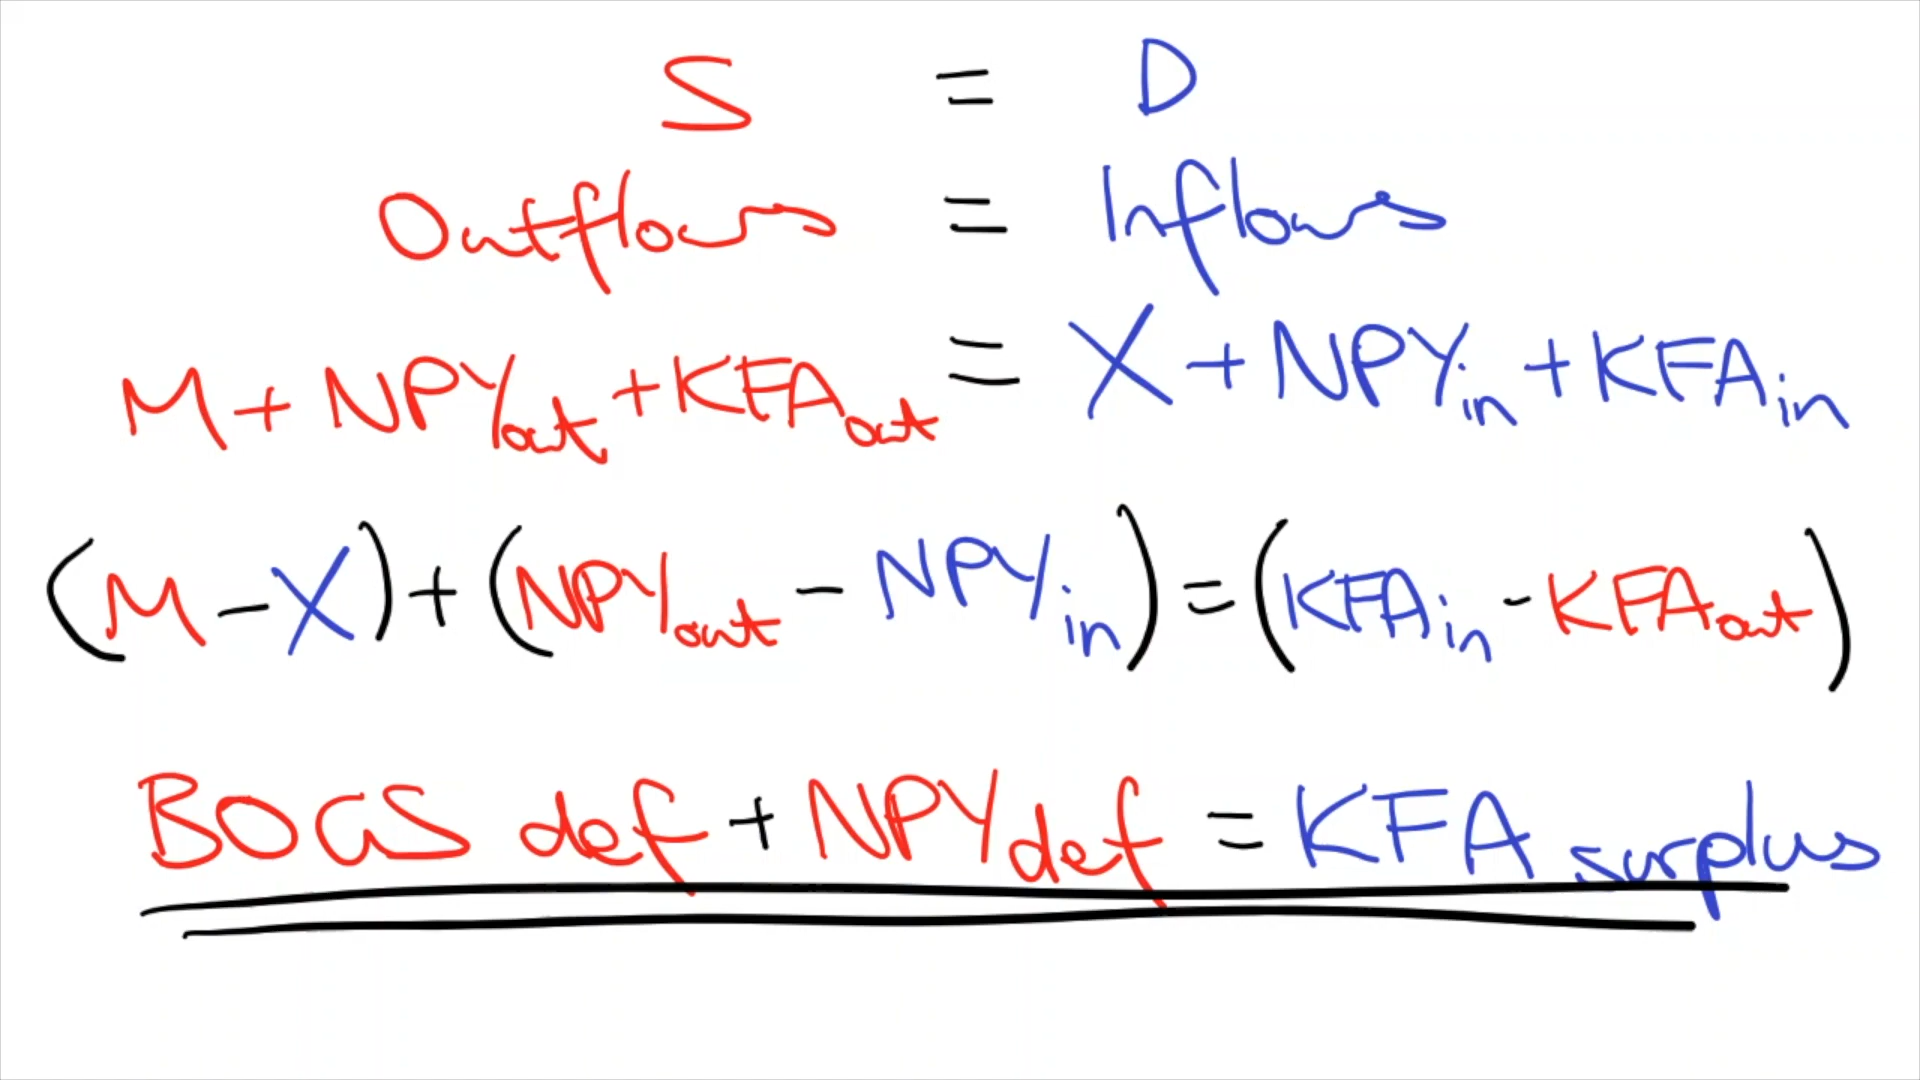 S = D
Outflows = Inflows
M + NPYout + KFAout = X + NPYin + KFAin
(M - X) + (NPYout - NPYin) = (KFAin - KFAout)
BOGS def + NPYdef = KFA surplus